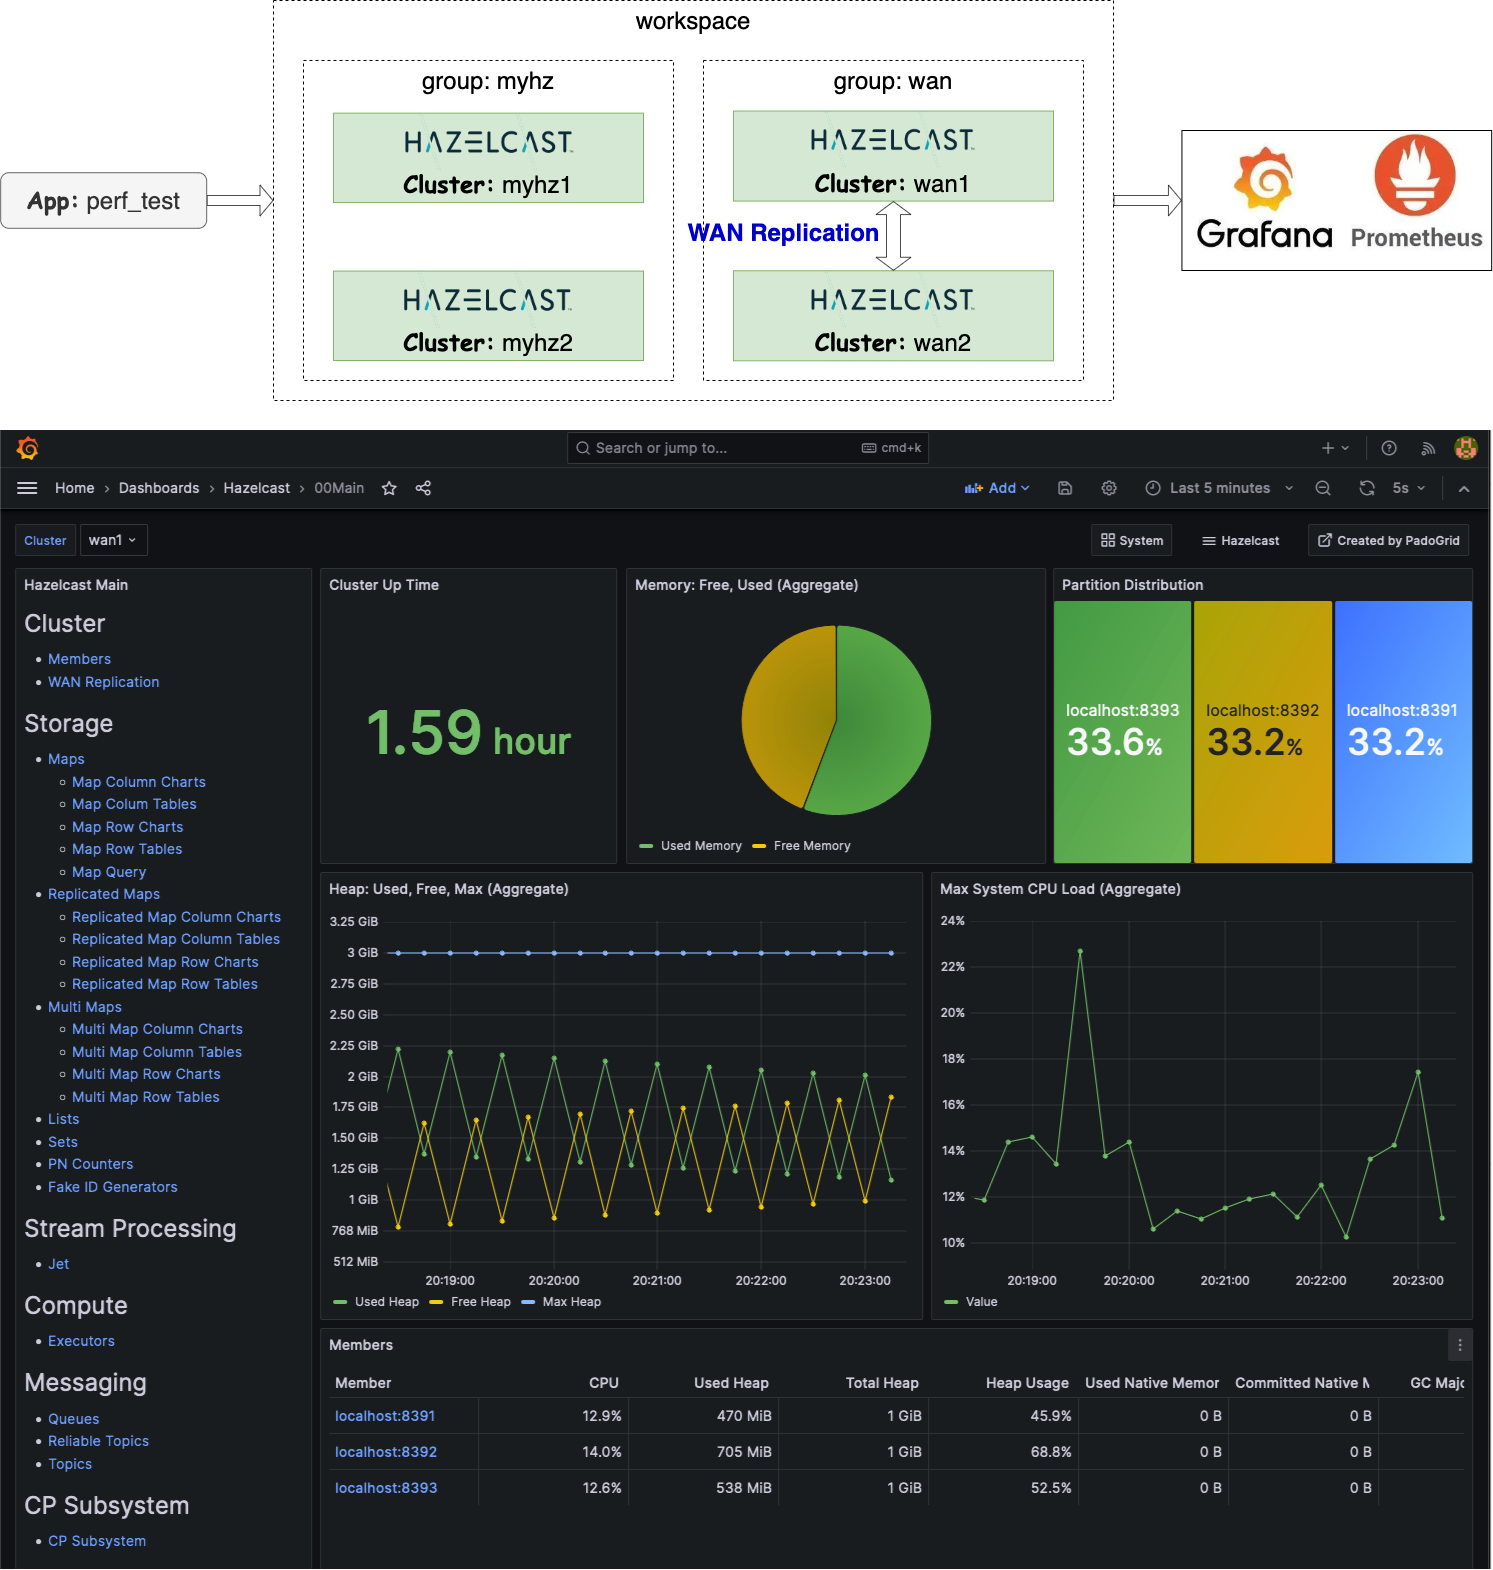 workspace
group: myhz
group: wan
HAZELCAST
Cluster: myhz1
HAZELCAST
Cluster: wan1
App: perf_test
WAN Replication
HAZELCAST
Cluster: myhz2
HAZELCAST
Cluster: wan2
Grafana
Prometheus
Search or jump to...
cmd+k
Home › Dashboards › Hazelcast › 00Main
Add
Last 5 minutes
5s
Cluster
wan1
System
Hazelcast
Created by PadoGrid
Hazelcast Main
Cluster
Members
WAN Replication
Storage
Maps
Map Column Charts
Map Colum Tables
Map Row Charts
Map Row Tables
Map Query
Replicated Maps
Replicated Map Column Charts
Replicated Map Column Tables
Replicated Map Row Charts
Replicated Map Row Tables
Multi Maps
Multi Map Column Charts
Multi Map Column Tables
Multi Map Row Charts
Multi Map Row Tables
Lists
Sets
PN Counters
Fake ID Generators
Stream Processing
Jet
Compute
Executors
Messaging
Queues
Reliable Topics
Topics
CP Subsystem
CP Subsystem
Cluster Up Time
1.59 hour
Memory: Free, Used (Aggregate)
Used Memory
Free Memory
Partition Distribution
localhost:8393
33.6%
localhost:8392
33.2%
localhost:8391
33.2%
Heap: Used, Free, Max (Aggregate)
3.25 GiB
3 GiB
2.75 GiB
2.50 GiB
2.25 GiB
2 GiB
1.75 GiB
1.50 GiB
1.25 GiB
1 GiB
768 MiB
512 MiB
20:19:00 20:20:00 20:21:00 20:22:00 20:23:00
Used Heap Free Heap Max Heap
Max System CPU Load (Aggregate)
24%
22%
20%
18%
16%
14%
12%
10%
20:19:00 20:20:00 20:21:00 20:22:00 20:23:00
Value
Members
Member CPU Used Heap Total Heap Heap Usage Used Native Memor Committed Native GC
localhost:8391 12.9% 470 MiB 1 GiB 45.9% 0 B 0 B
localhost:8392 14.0% 705 MiB 1 GiB 68.8% 0 B 0 B
localhost:8393 12.6% 538 MiB 1 GiB 52.5% 0 B 0 B